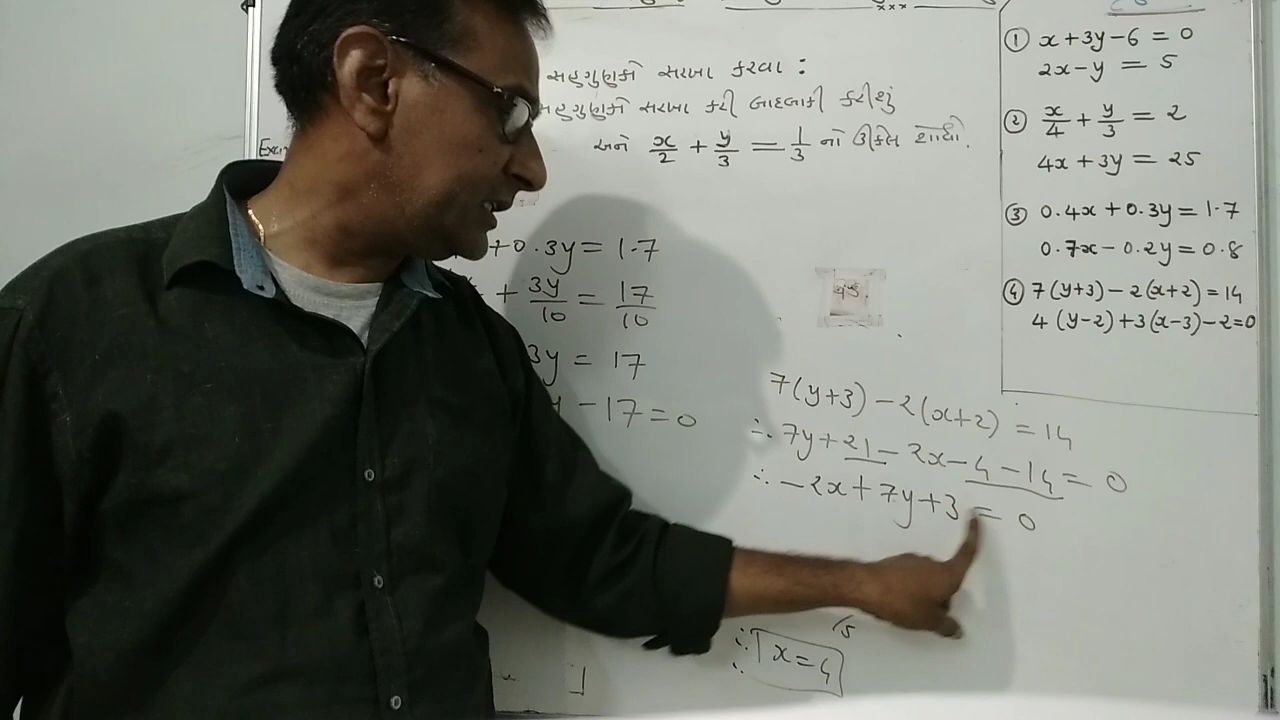 સહગુણકો સરખા કરવા :
સહગુણકો સરખા કરી બાદબાકી કરીશું
અને x/2 + y/3 = 1/3 નો ઉકેલ શોધો.
+0.3y = 1.7
+ 3y/10 = 17/10
3y = 17
- 17 = 0
7(y+3) - 2(x+2) = 14
∴ 7y + 21 - 2x - 4 - 14 = 0
∴ -2x + 7y + 3 = 0
∴ x = 4
① x + 3y - 6 = 0
2x - y = 5
② x/4 + y/3 = 2
4x + 3y = 25
③ 0.4x + 0.3y = 1.7
0.7x - 0.2y = 0.8
④ 7(y+3) - 2(x+2) = 14
4(y-2) + 3(x-3) - 2 = 0